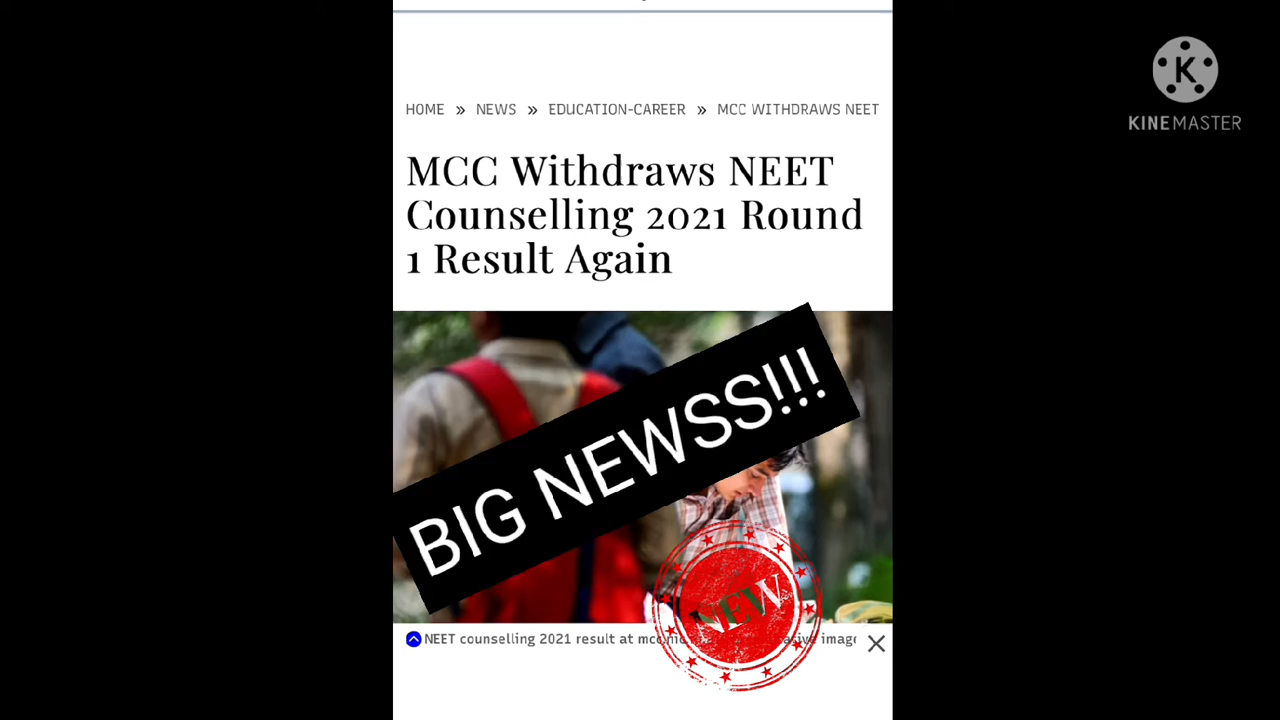 HOME » NEWS » EDUCATION-CAREER » MCC WITHDRAWS NEET
MCC Withdraws NEET
Counselling 2021 Round
1 Result Again
BIG NEWSS!!!
NEW
NEET counselling 2021 result at image
KINEMASTER